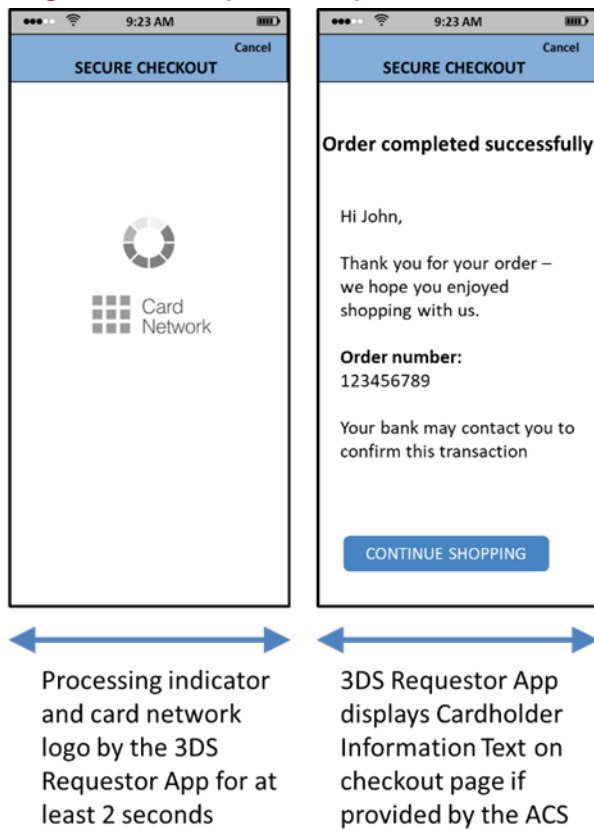 9:23 AM
Cancel
SECURE CHECKOUT
Card
Network
Processing indicator
and card network
logo by the 3DS
Requestor App for at
least 2 seconds
9:23 AM
Cancel
SECURE CHECKOUT
Order completed successfully
Hi John,
Thank you for your order –
we hope you enjoyed
shopping with us.
Order number:
123456789
Your bank may contact you to
confirm this transaction
CONTINUE SHOPPING
3DS Requestor App
displays Cardholder
Information Text on
checkout page if
provided by the ACS